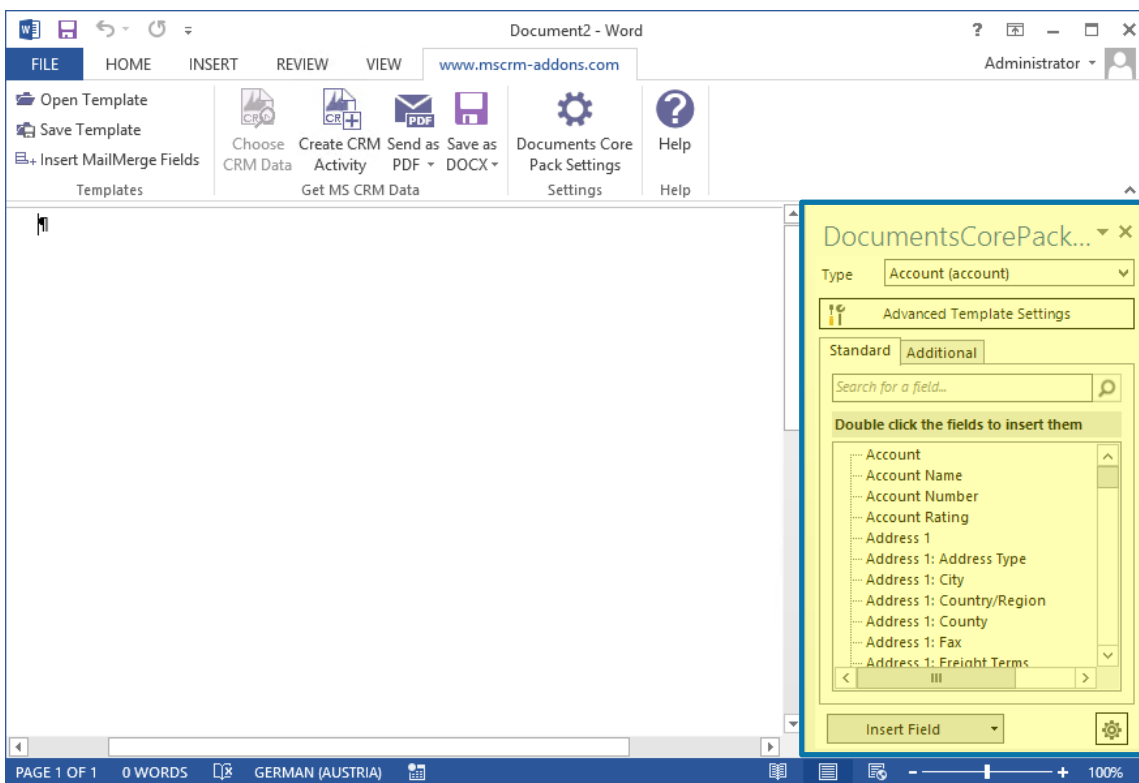 Document2 - Word
?
FILE HOME INSERT REVIEW VIEW www.mscrm-addons.com Administrator
Open Template
Save Template
Insert MailMerge Fields
Templates
Choose CRM Data
Create CRM Activity
Send as PDF
Save as DOCX
Get MS CRM Data
Documents Core Pack Settings
Settings
Help
Help
¶
DocumentsCorePack...
Type Account (account)
Advanced Template Settings
Standard Additional
Search for a field...
Double click the fields to insert them
Account
Account Name
Account Number
Account Rating
Address 1
Address 1: Address Type
Address 1: City
Address 1: Country/Region
Address 1: County
Address 1: Fax
Address 1: Freight Terms
Insert Field
PAGE 1 OF 1 0 WORDS GERMAN (AUSTRIA) 100%